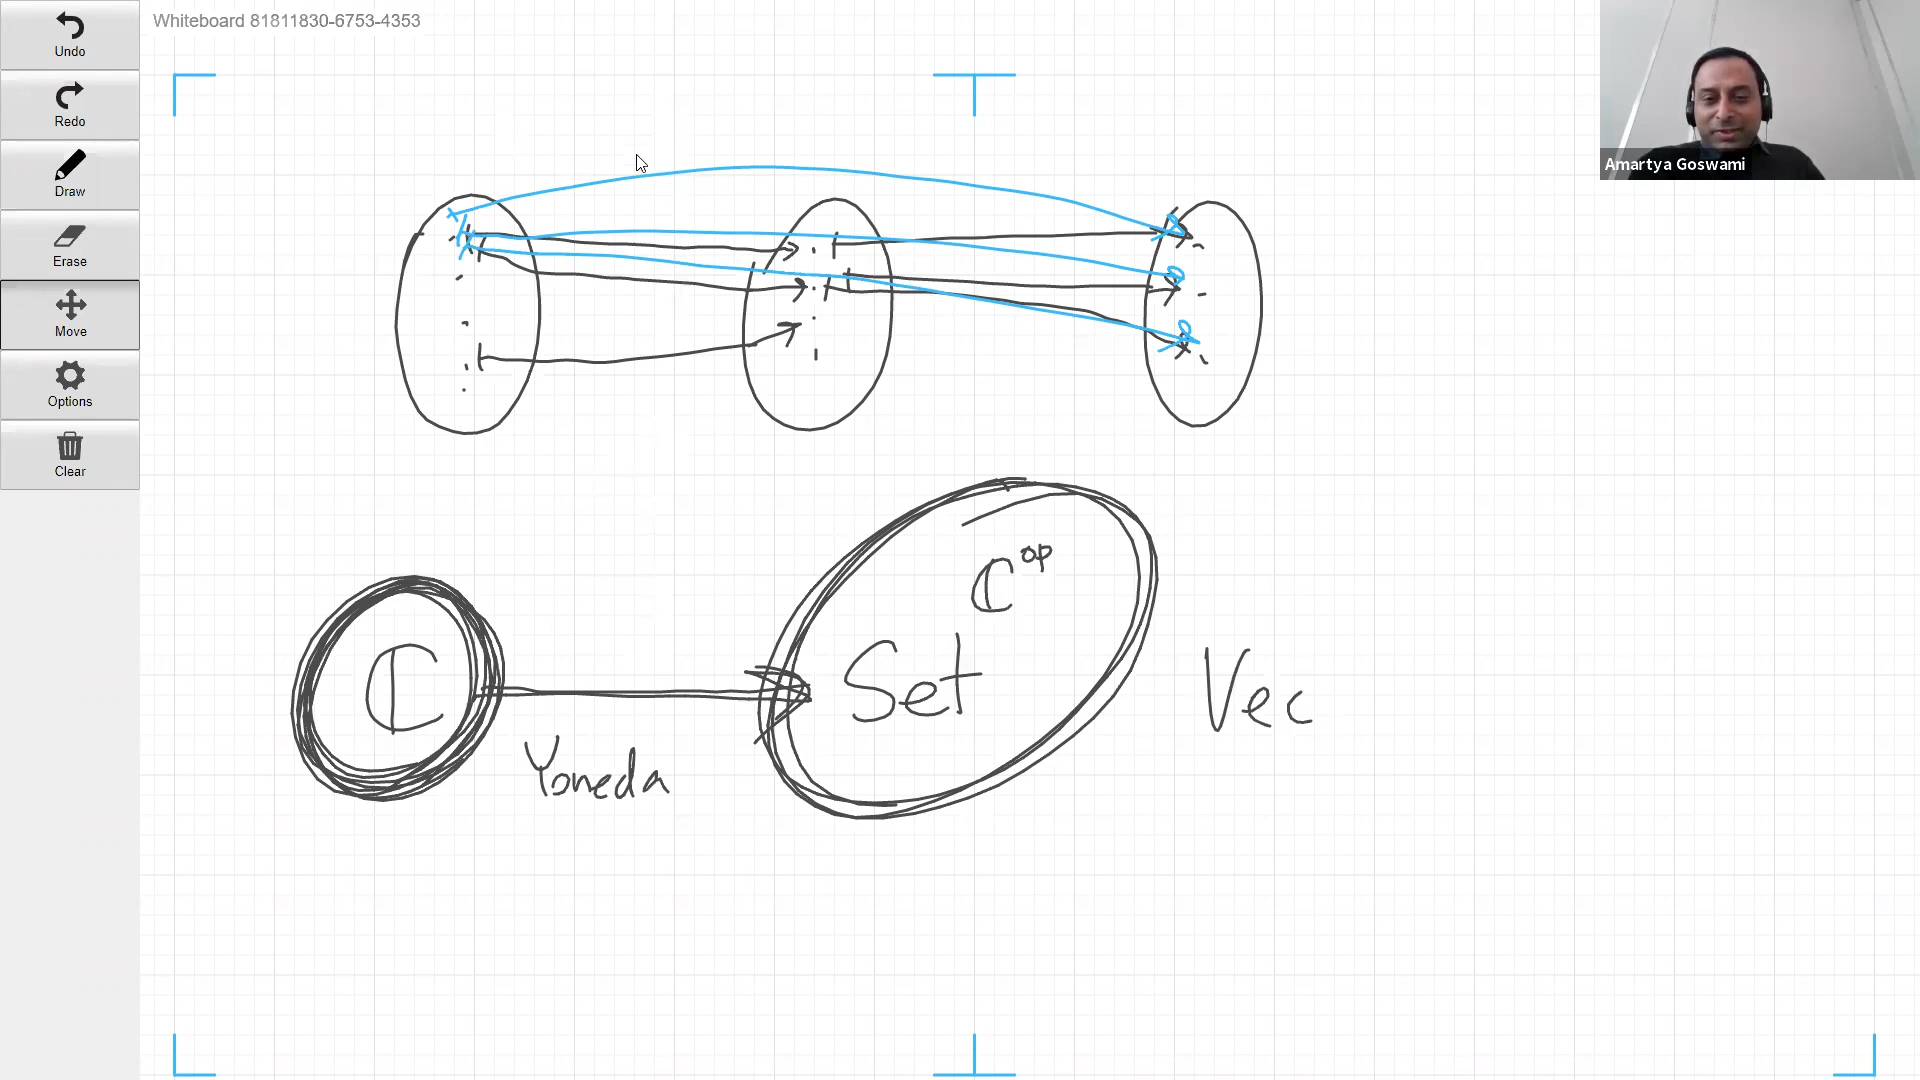 Whiteboard 81811830-6753-4353
Undo
Redo
Draw
Erase
Move
Options
Clear
Amartya Goswami
ℂ
Yoneda
Set
ℂ^op
Vec